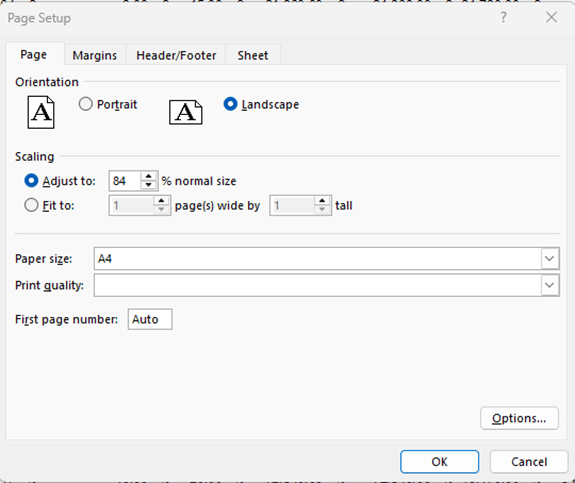 Page Setup ? ×
Page Margins Header/Footer Sheet
Orientation
A Portrait A Landscape
Scaling
Adjust to: 84 % normal size
Fit to: 1 page(s) wide by 1 tall
Paper size: A4
Print quality:
First page number: Auto
Options...
OK Cancel